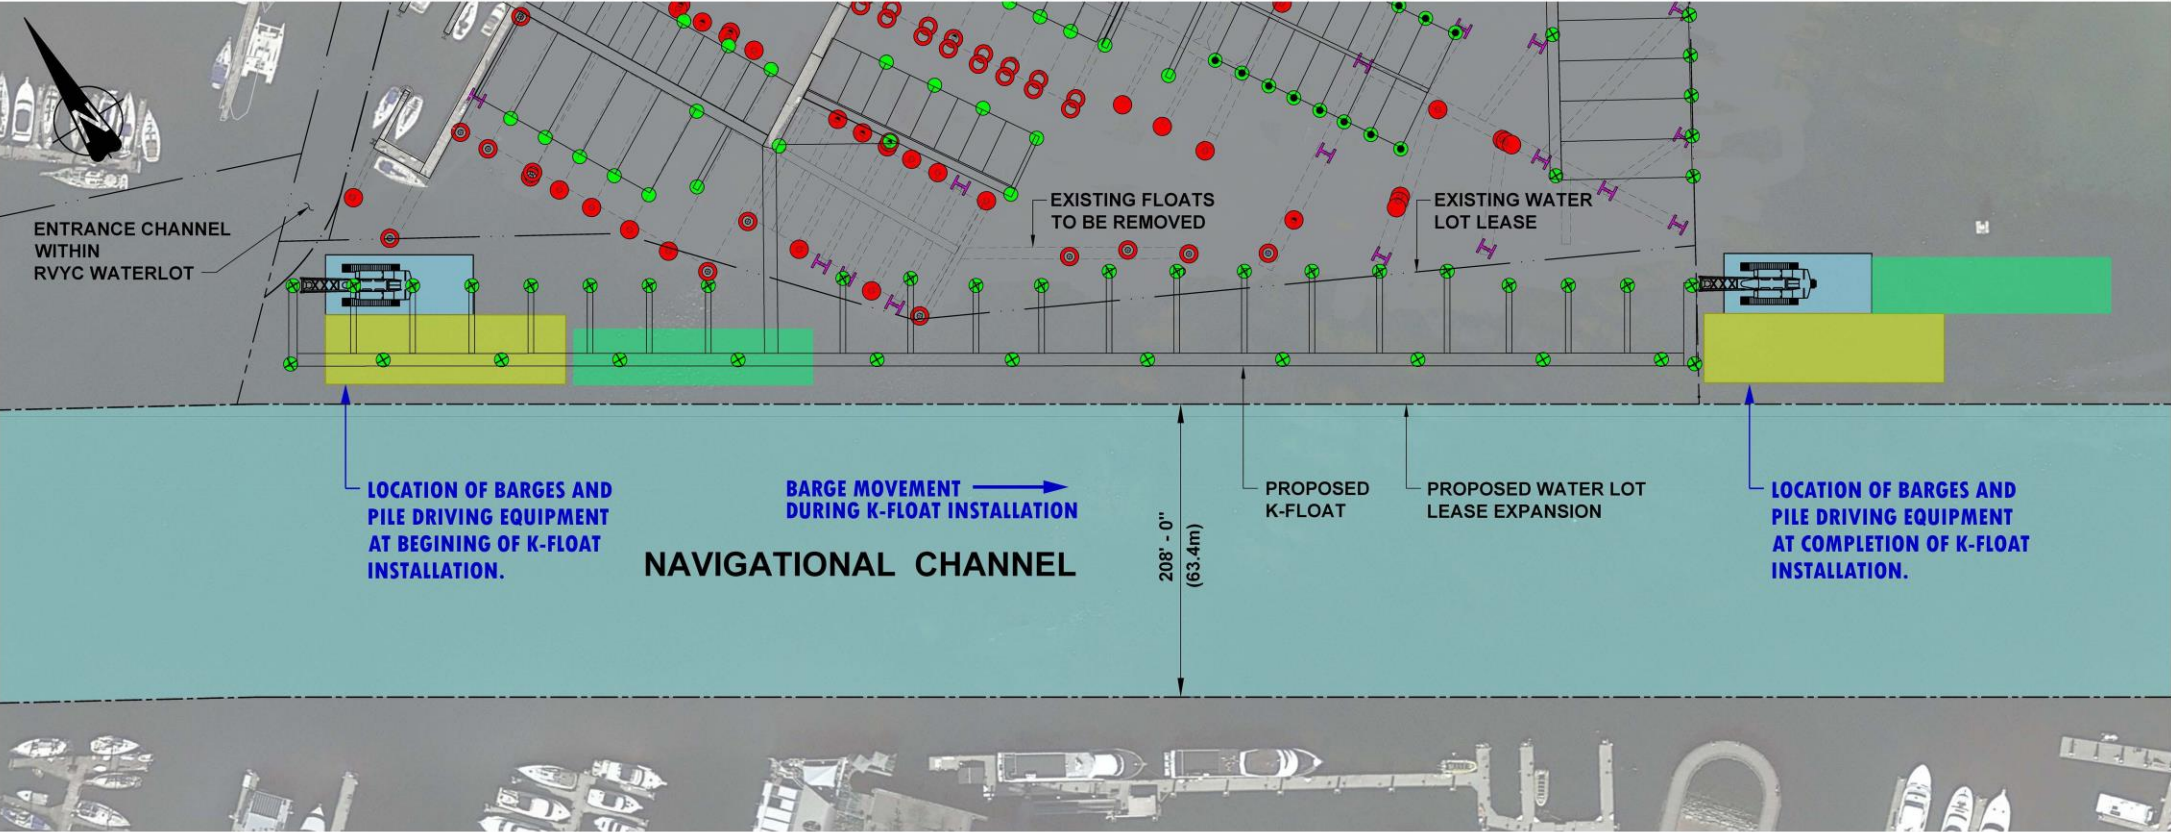 N
ENTRANCE CHANNEL
WITHIN
RVYC WATERLOT
EXISTING FLOATS
TO BE REMOVED
EXISTING WATER
LOT LEASE
LOCATION OF BARGES AND
PILE DRIVING EQUIPMENT
AT BEGINING OF K-FLOAT
INSTALLATION.
BARGE MOVEMENT
DURING K-FLOAT INSTALLATION
NAVIGATIONAL CHANNEL
208' - 0"
(63.4m)
PROPOSED
K-FLOAT
PROPOSED WATER LOT
LEASE EXPANSION
LOCATION OF BARGES AND
PILE DRIVING EQUIPMENT
AT COMPLETION OF K-FLOAT
INSTALLATION.